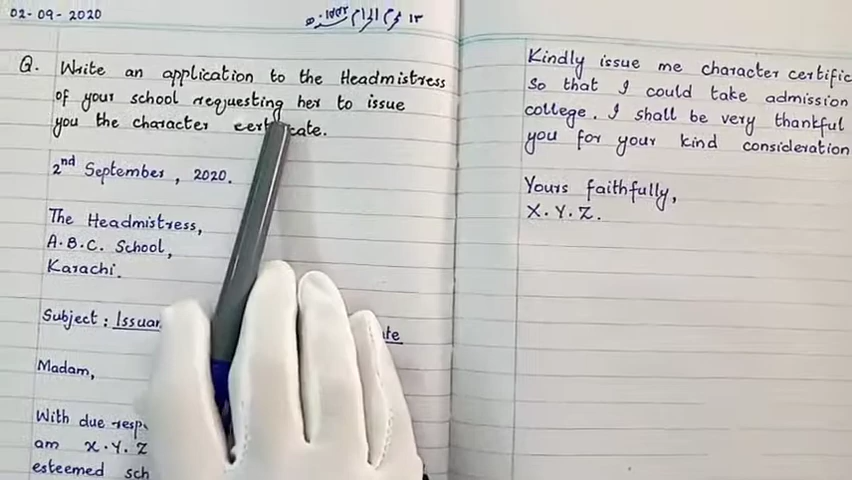 02-09-2020
Q. Write an application to the Headmistress
of your school requesting her to issue
you the character
2nd September, 2020.
The Headmistress,
A.B.C. School,
Karachi.
Subject:
Madam,
With due
am X.Y.Z
esteemed
Kindly issue me character
so that I could take admission
college. I shall be very thankful
you for your kind consideration
Yours faithfully,
X.Y.Z.